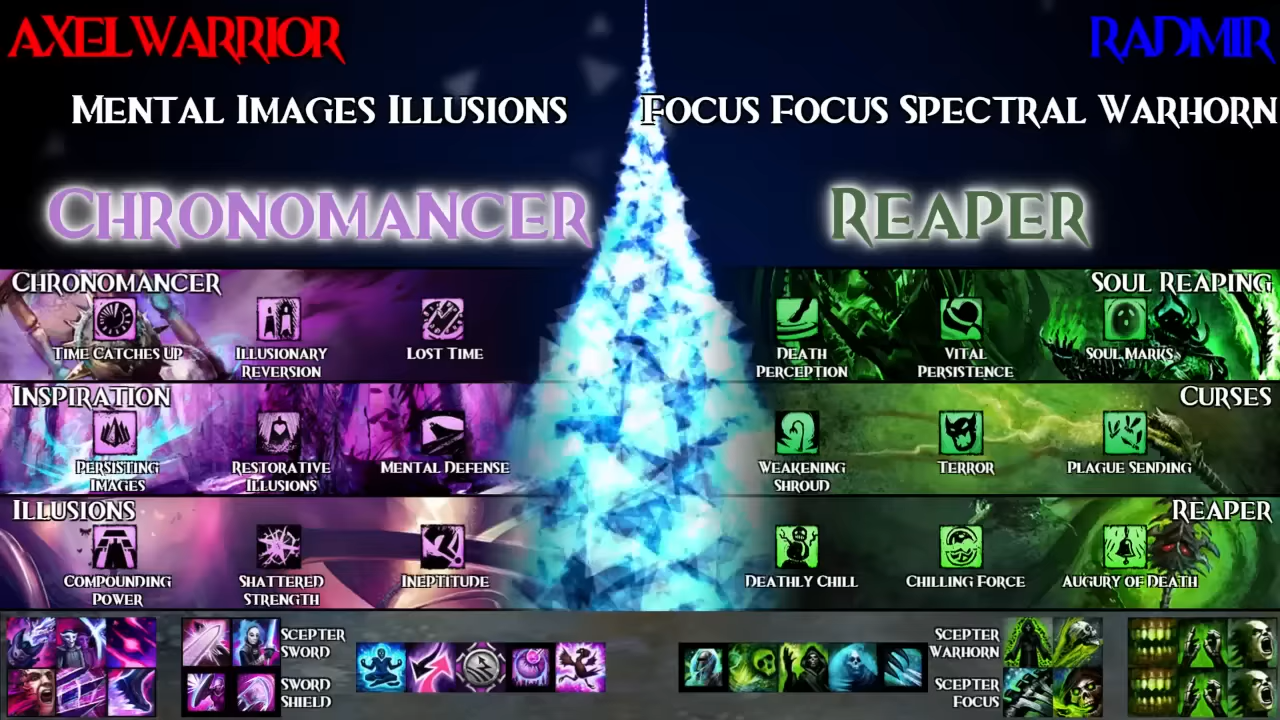 AXELWARRIOR
RADMIR
MENTAL IMAGES ILLUSIONS
FOCUS FOCUS SPECTRAL WARHORN
CHRONOMANCER
REAPER
CHRONOMANCER
TIME CATCHES UP
ILLUSIONARY
REVERSION
LOST TIME
INSPIRATION
PERSISTING
IMAGES
RESTORATIVE
ILLUSIONS
MENTAL DEFENSE
ILLUSIONS
COMPOUNDING
POWER
SHATTERED
STRENGTH
INEPTITUDE
SOUL REAPING
DEATH
PERCEPTION
VITAL
PERSISTENCE
SOUL MARKS
CURSES
WEAKENING
SHROUD
TERROR
PLAGUE SENDING
REAPER
DEATHLY CHILL
CHILLING FORCE
AUGURY OF DEATH
SCEPTER
SWORD
SWORD
SHIELD
SCEPTER
WARHORN
SCEPTER
FOCUS